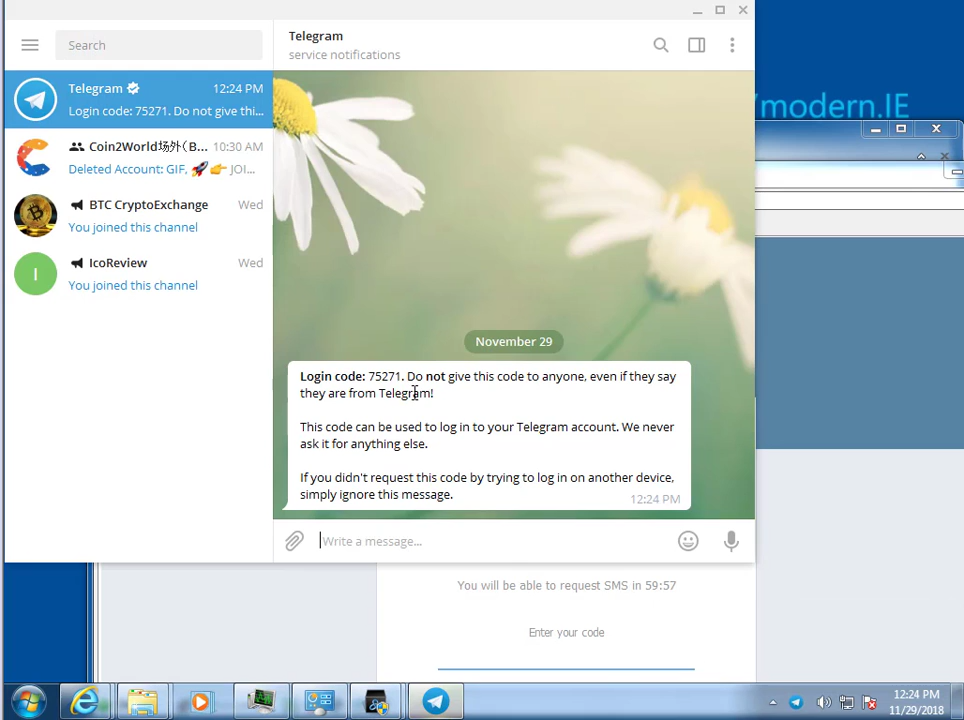 Search
Telegram
service notifications
/modern.IE
Telegram 12:24 PM
Login code: 75271. Do not give thi...
Coin2World场外(B... 10:30 AM
Deleted Account: GIF, 🚀 👉 JOI...
BTC CryptoExchange Wed
You joined this channel
I
IcoReview Wed
You joined this channel
November 29
Login code: 75271. Do not give this code to anyone, even if they say
they are from Telegram!
This code can be used to log in to your Telegram account. We never
ask it for anything else.
If you didn't request this code by trying to log in on another device,
simply ignore this message.
12:24 PM
Write a message...
You will be able to request SMS in 59:57
Enter your code
12:24 PM
11/29/2018